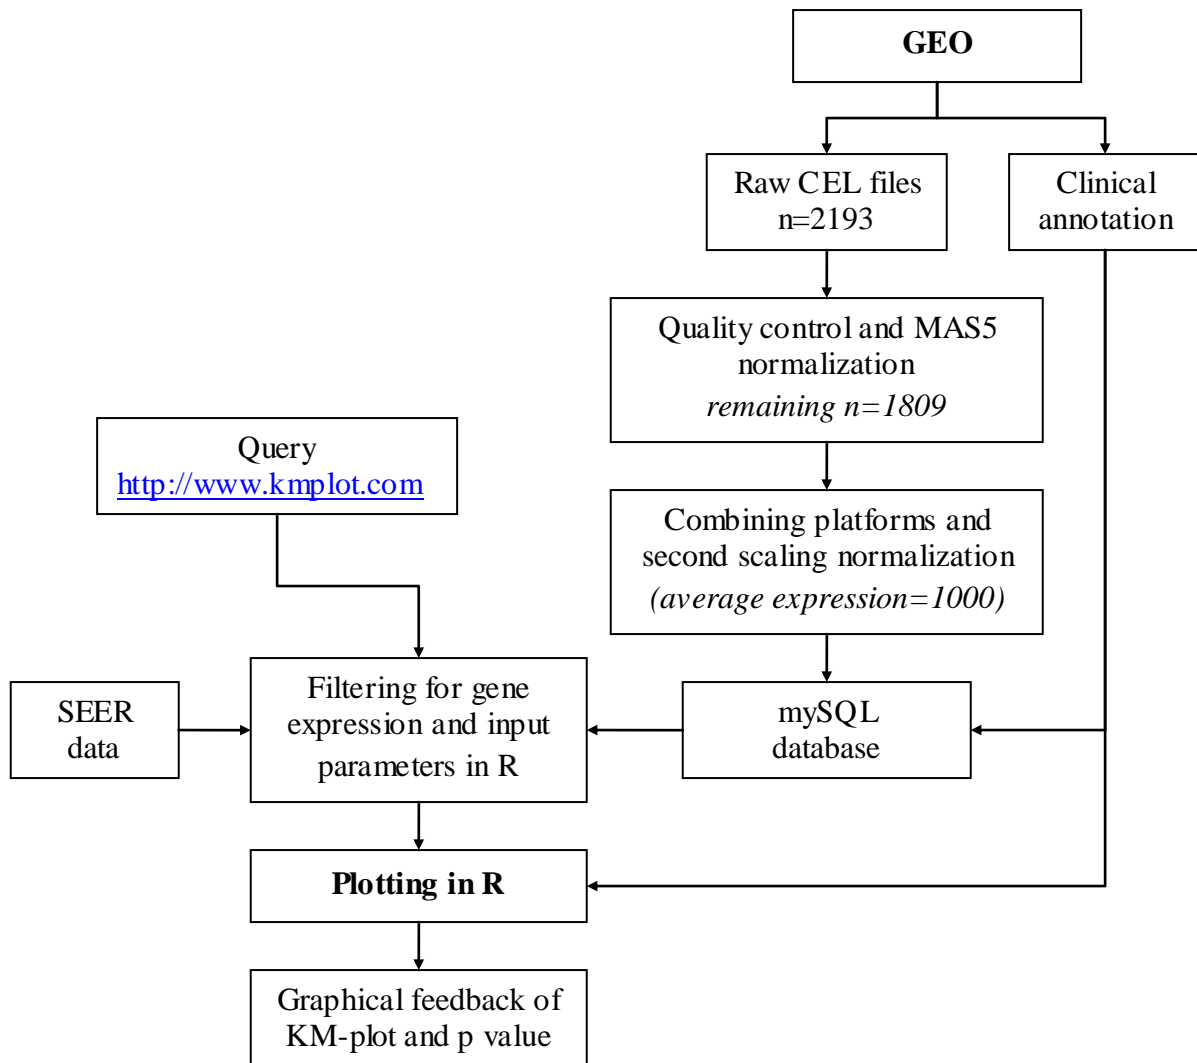 GEO
Raw CEL files
n=2193
Clinical
annotation
Quality control and MAS5
normalization
remaining n=1809
Query
http://www.kmplot.com
Combining platforms and
second scaling normalization
(average expression=1000)
SEER
data
Filtering for gene
expression and input
parameters in R
mySQL
database
Plotting in R
Graphical feedback of
KM-plot and p value